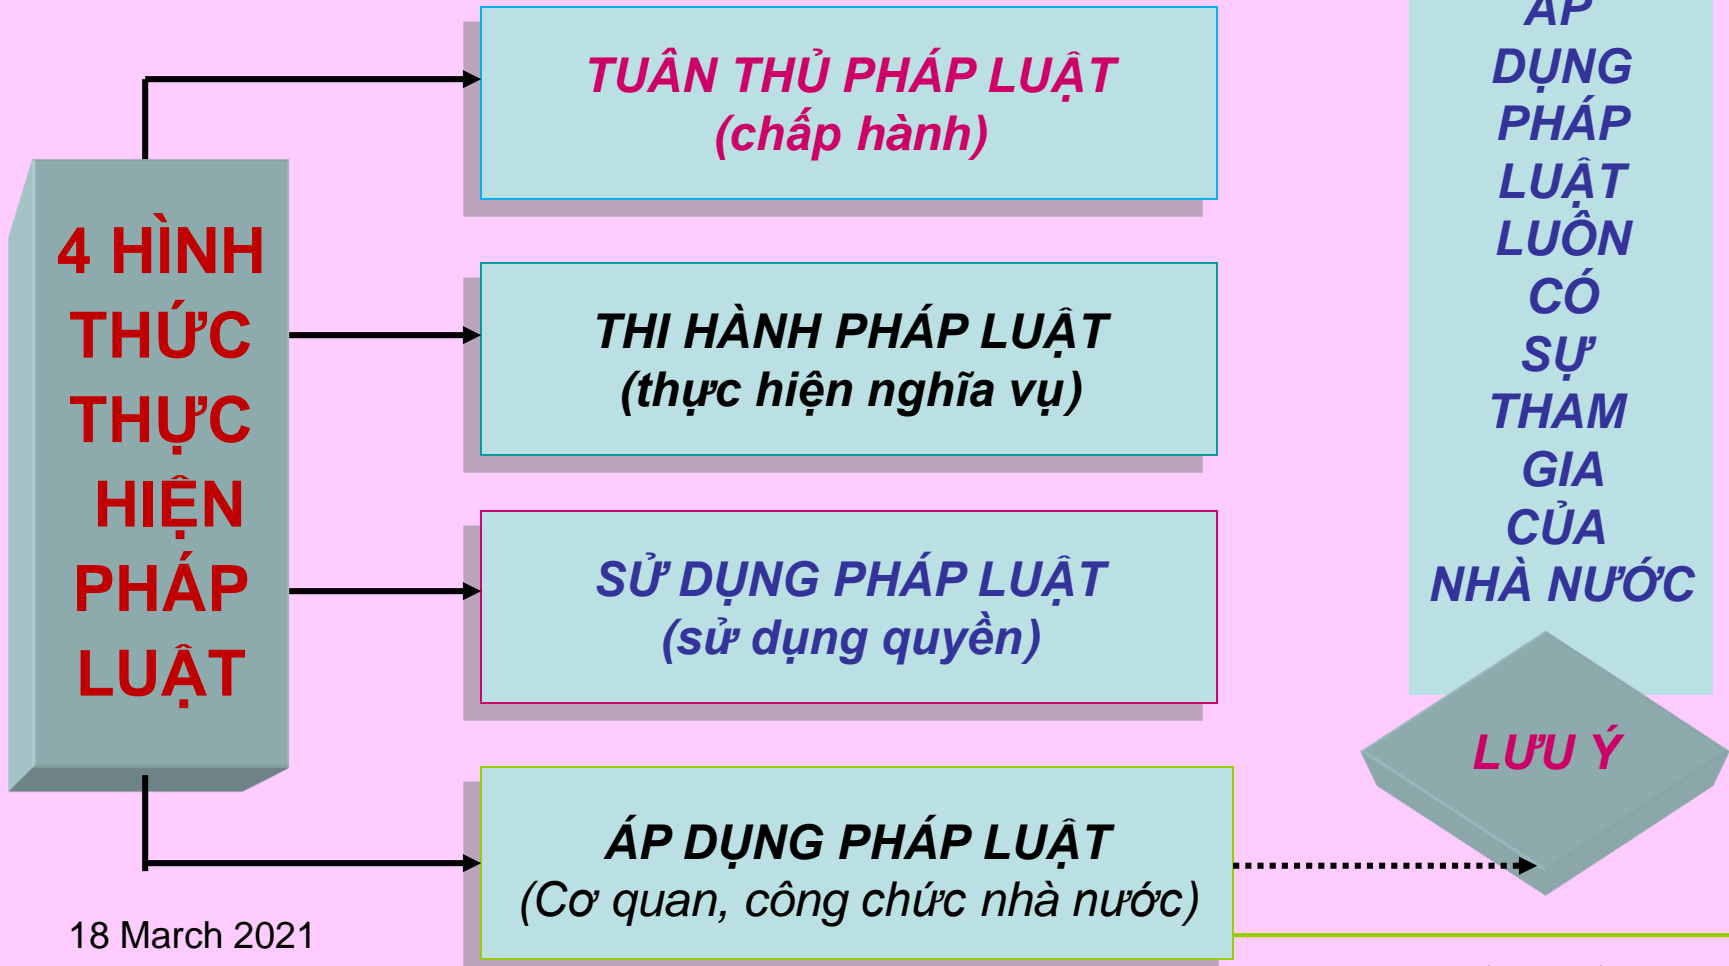 4 HÌNH
THỨC
THỰC
HIỆN
PHÁP
LUẬT
TUÂN THỦ PHÁP LUẬT
(chấp hành)
THI HÀNH PHÁP LUẬT
(thực hiện nghĩa vụ)
SỬ DỤNG PHÁP LUẬT
(sử dụng quyền)
ÁP DỤNG PHÁP LUẬT
(Cơ quan, công chức nhà nước)
ÁP
DỤNG
PHÁP
LUẬT
LUÔN
CÓ
SỰ
THAM
GIA
CỦA
NHÀ NƯỚC
LƯU Ý
18 March 2021